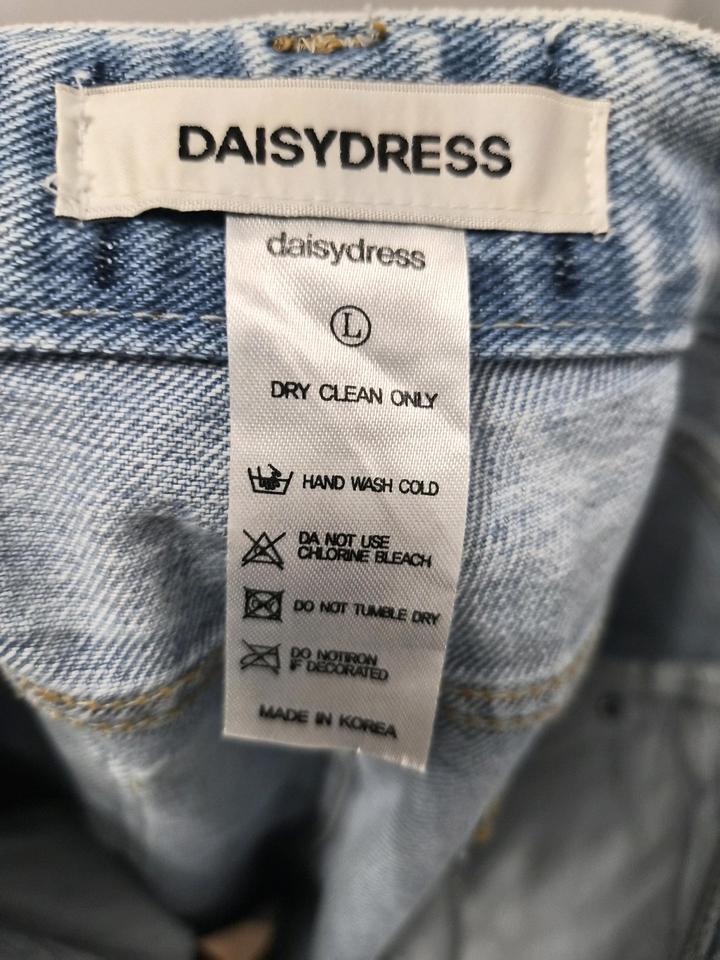 DAISYDRESS
daisydress
L
DRY CLEAN ONLY
HAND WASH COLD
DA NOT USE
CHLORINE BLEACH
DO NOT TUMBLE DRY
DO NOTIRON
IF DECORATED
MADE IN KOREA